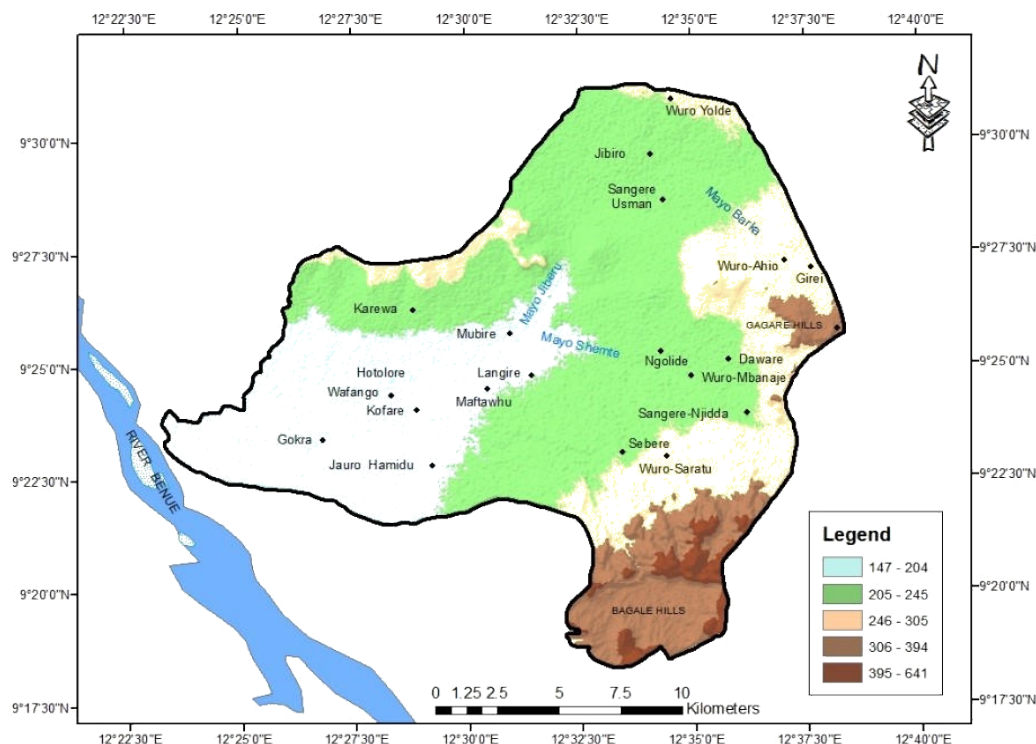 12°22'30"E 12°25'0"E 12°27'30"E 12°30'0"E 12°32'30"E 12°35'0"E 12°37'30"E 12°40'0"E
N
Wuro Yolde
9°30'0"N 9°30'0"N
Jibiro
Sangere
Usman
Mayo Barka
9°27'30"N 9°27'30"N
Wuro-Ahio
Girei
Mayo Jiberu
Karewa
GAGARE HILLS
Mubire
Mayo Shemte
9°25'0"N 9°25'0"N
Ngolide
Daware
Hotolore
Langire
Wuro-Mbanaje
Wafango
Maftawhu
Kofare
Sangere-Njidda
Gokra
Sebere
Jauro Hamidu
Wuro-Saratu
9°22'30"N 9°22'30"N
RIVER BENUE
Legend
147 - 204
205 - 245
246 - 305
306 - 394
395 - 641
9°20'0"N 9°20'0"N
BAGALE HILLS
9°17'30"N 9°17'30"N
0 1.25 2.5 5 7.5 10
Kilometers
12°22'30"E 12°25'0"E 12°27'30"E 12°30'0"E 12°32'30"E 12°35'0"E 12°37'30"E 12°40'0"E